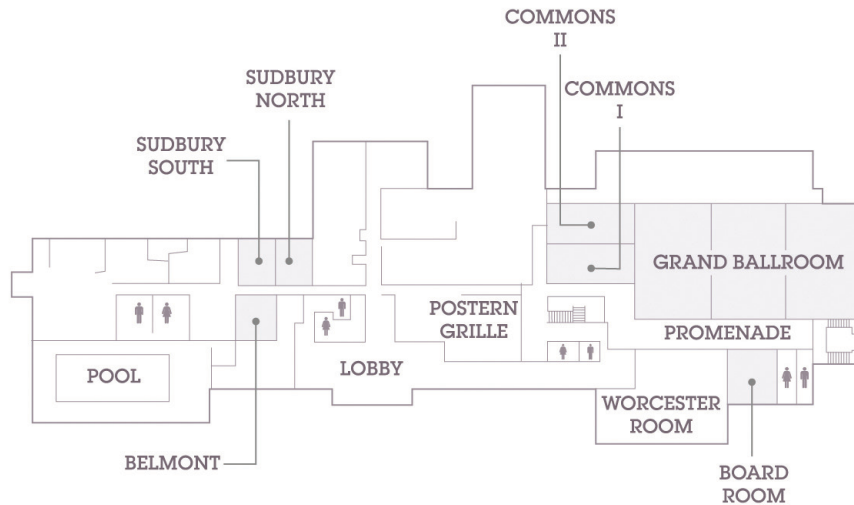 COMMONS
II
COMMONS
I
SUDBURY
NORTH
SUDBURY
SOUTH
GRAND BALLROOM
POSTERN
GRILLE
PROMENADE
POOL
LOBBY
WORCESTER
ROOM
BELMONT
BOARD
ROOM